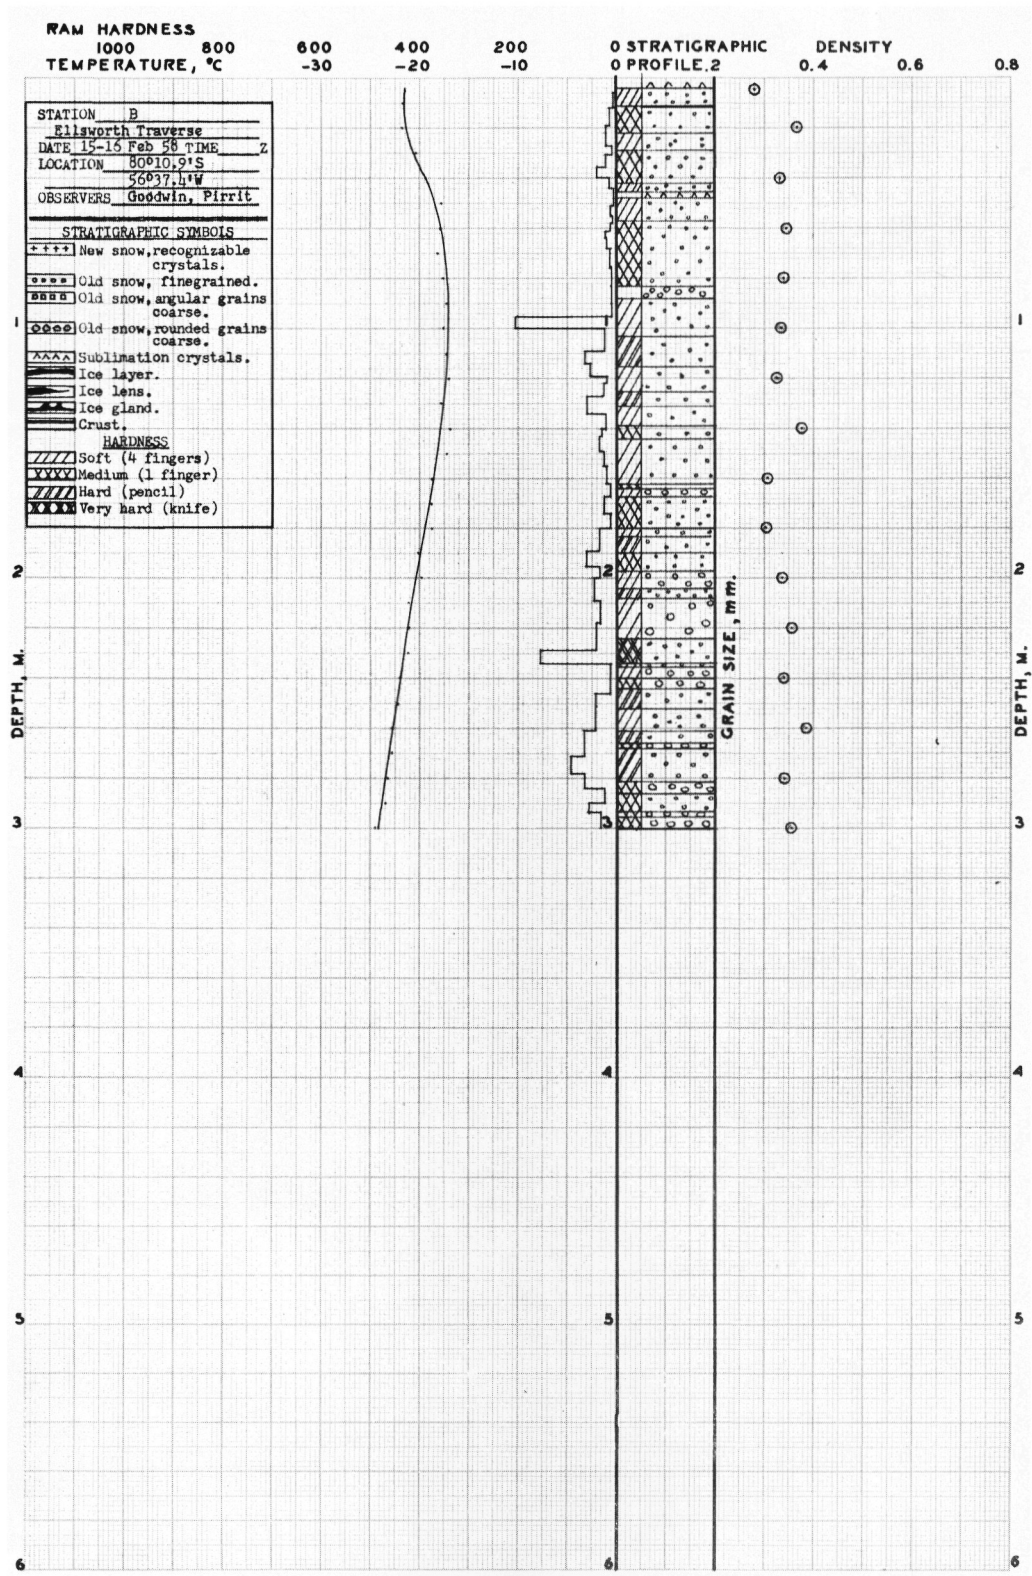 RAM HARDNESS
1000 800 600 400 200 0 STRATIGRAPHIC DENSITY
TEMPERATURE, °C -30 -20 -10 0 PROFILE .2 0.4 0.6 0.8
STATION B
Ellsworth Traverse
DATE 15-16 Feb 58 TIME Z
LOCATION 80°10.9'S
56°37.4'W
OBSERVERS Goodwin, Pirrit
STRATIGRAPHIC SYMBOLS
New snow, recognizable
crystals.
Old snow, finegrained.
Old snow, angular grains
coarse.
Old snow, rounded grains
coarse.
Sublimation crystals.
Ice layer.
Ice lens.
Ice gland.
Crust.
HARDNESS
Soft (4 fingers)
Medium (1 finger)
Hard (pencil)
Very hard (knife)
1 1
2 2 2
DEPTH, M.
GRAIN SIZE, mm.
DEPTH, M.
3 3 3
4 4 4
5 5 5
6 6 6